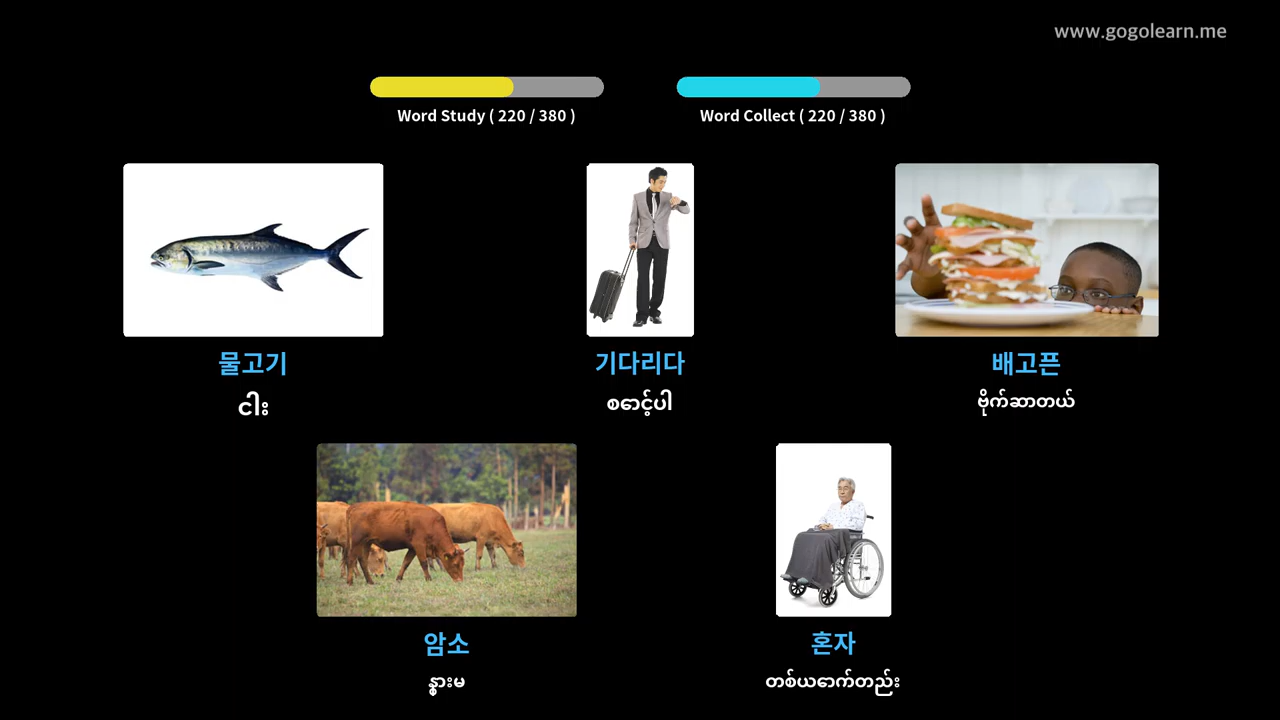 www.gogolearn.me
Word Study ( 220 / 380 )
Word Collect ( 220 / 380 )
물고기
기다리다
배고픈
ငါး
စောင့်ပါ
ဗိုက်ဆာတယ်
암소
혼자
နွားမ
တစ်ယောက်တည်း